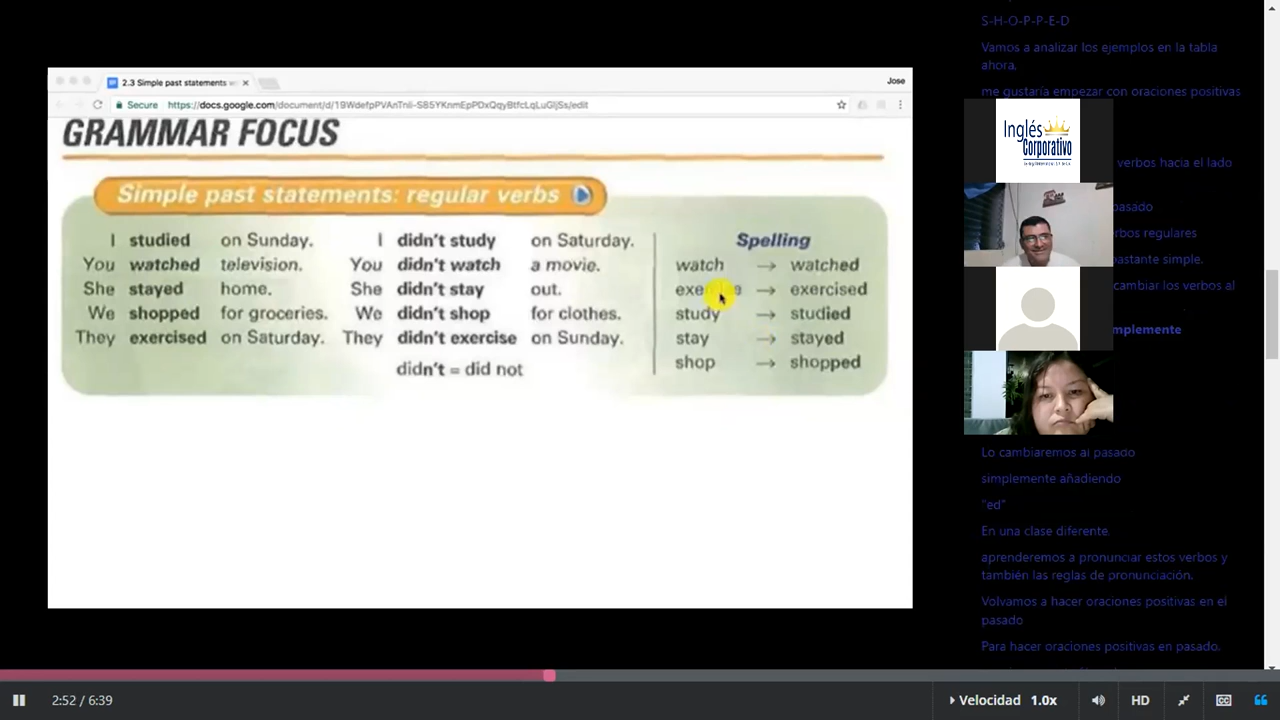 2.3 Simple past statements
Jose
Secure
https://docs.google.com/document/d/
GRAMMAR FOCUS
Simple past statements: regular verbs
I studied on Sunday.
You watched television.
She stayed home.
We shopped for groceries.
They exercised on Saturday.
I didn't study on Saturday.
You didn't watch a movie.
She didn't stay out.
We didn't shop for clothes.
They didn't exercise on Sunday.
didn't = did not
Spelling
watch → watched
→ exercised
study → studied
stay → stayed
shop → shopped
S-H-O-P-P-E-D
Vamos a analizar los ejemplos en la tabla
ahora,
me gustaría empezar con oraciones positivas
Inglés
Corporativo
verbos hacia el lado
regulares
simple.
cambiar los verbos al
Lo cambiaremos al pasado
simplemente añadiendo
"ed"
En una clase diferente
aprenderemos a pronunciar estos verbos y
también las reglas de pronunciación.
Volvamos a hacer oraciones positivas en el
pasado
Para hacer oraciones positivas en pasado,
2:52 / 6:39
Velocidad 1.0x
HD
CC